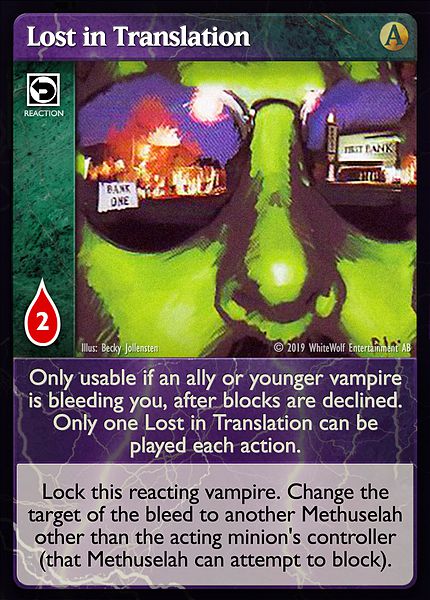 Lost in Translation
A
REACTION
BANK
ONE
FIRST BANK
2
Illus: Becky Jollensten
© 2019 WhiteWolf Entertainment AB
Only usable if an ally or younger vampire
is bleeding you, after blocks are declined.
Only one Lost in Translation can be
played each action.
Lock this reacting vampire. Change the
target of the bleed to another Methuselah
other than the acting minion's controller
(that Methuselah can attempt to block).